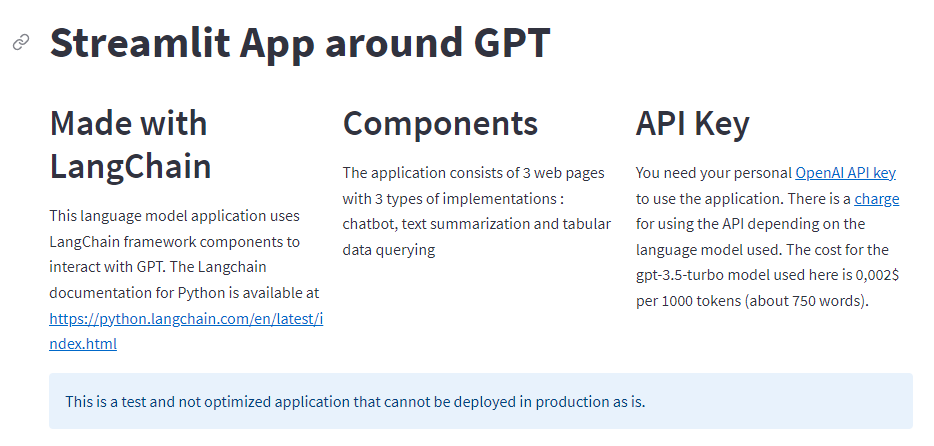 Streamlit App around GPT
Made with
LangChain
This language model application uses
LangChain framework components to
interact with GPT. The Langchain
documentation for Python is available at
https://python.langchain.com/en/latest/i
ndex.html
Components
The application consists of 3 web pages
with 3 types of implementations :
chatbot, text summarization and tabular
data querying
API Key
You need your personal OpenAI API key
to use the application. There is a charge
for using the API depending on the
language model used. The cost for the
gpt-3.5-turbo model used here is 0,002$
per 1000 tokens (about 750 words).
This is a test and not optimized application that cannot be deployed in production as is.